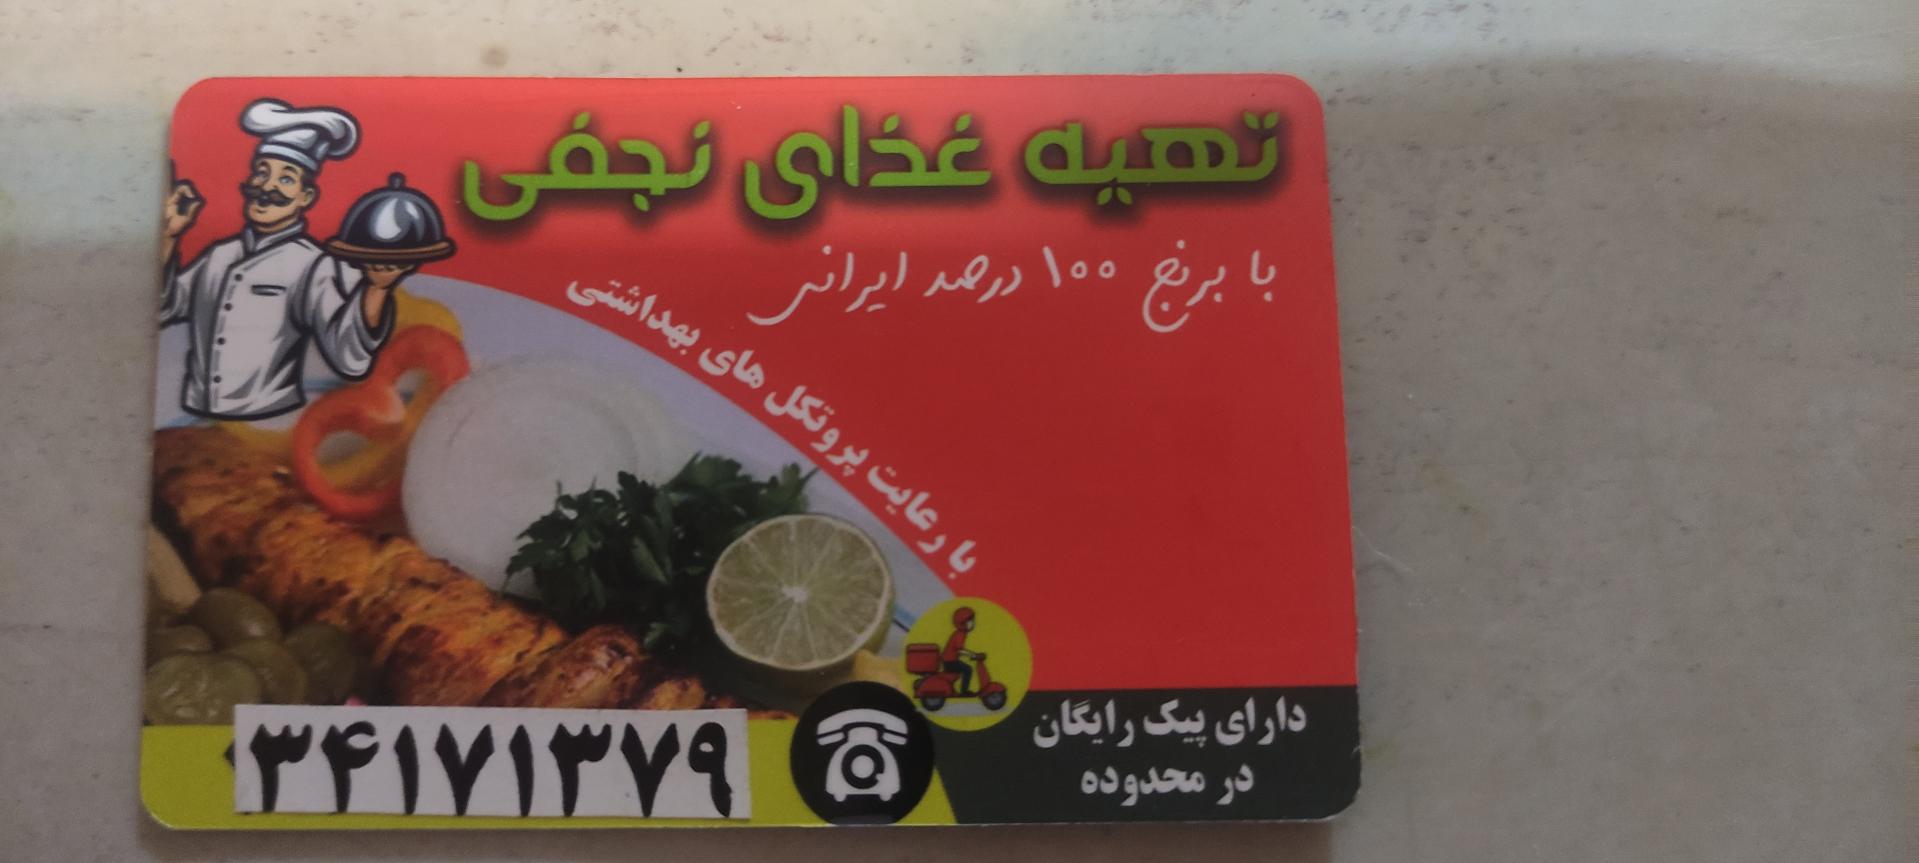 تهیه غذای نجفی
با برنج ۱۰۰ درصد ایرانی
با رعایت پروتکل های بهداشتی
دارای پیک رایگان
در محدوده
۳۴۱۷۱۳۷۹